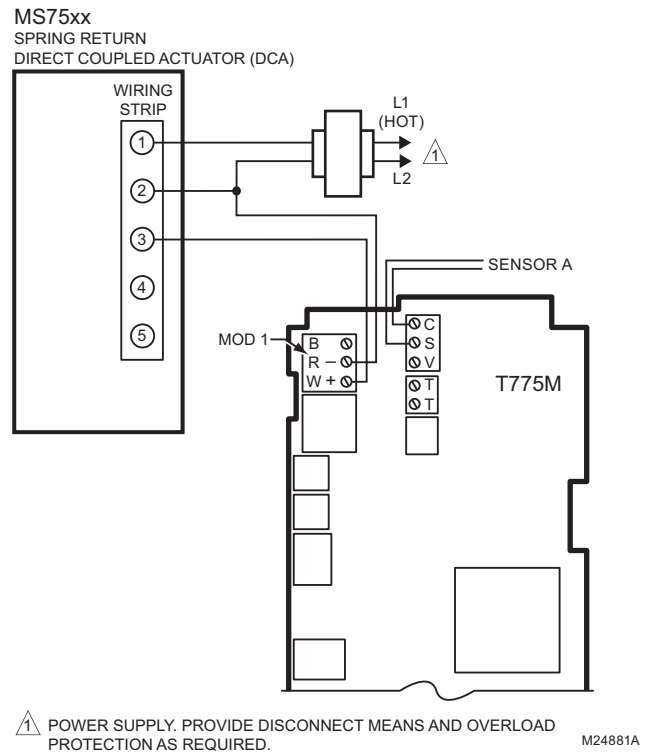 MS75xx
SPRING RETURN
DIRECT COUPLED ACTUATOR (DCA)
WIRING
STRIP
1
2
3
4
5
L1
(HOT)
1
L2
SENSOR A
MOD 1
B
R –
W +
C
S
V
T
T
T775M
1 POWER SUPPLY. PROVIDE DISCONNECT MEANS AND OVERLOAD
PROTECTION AS REQUIRED.
M24881A